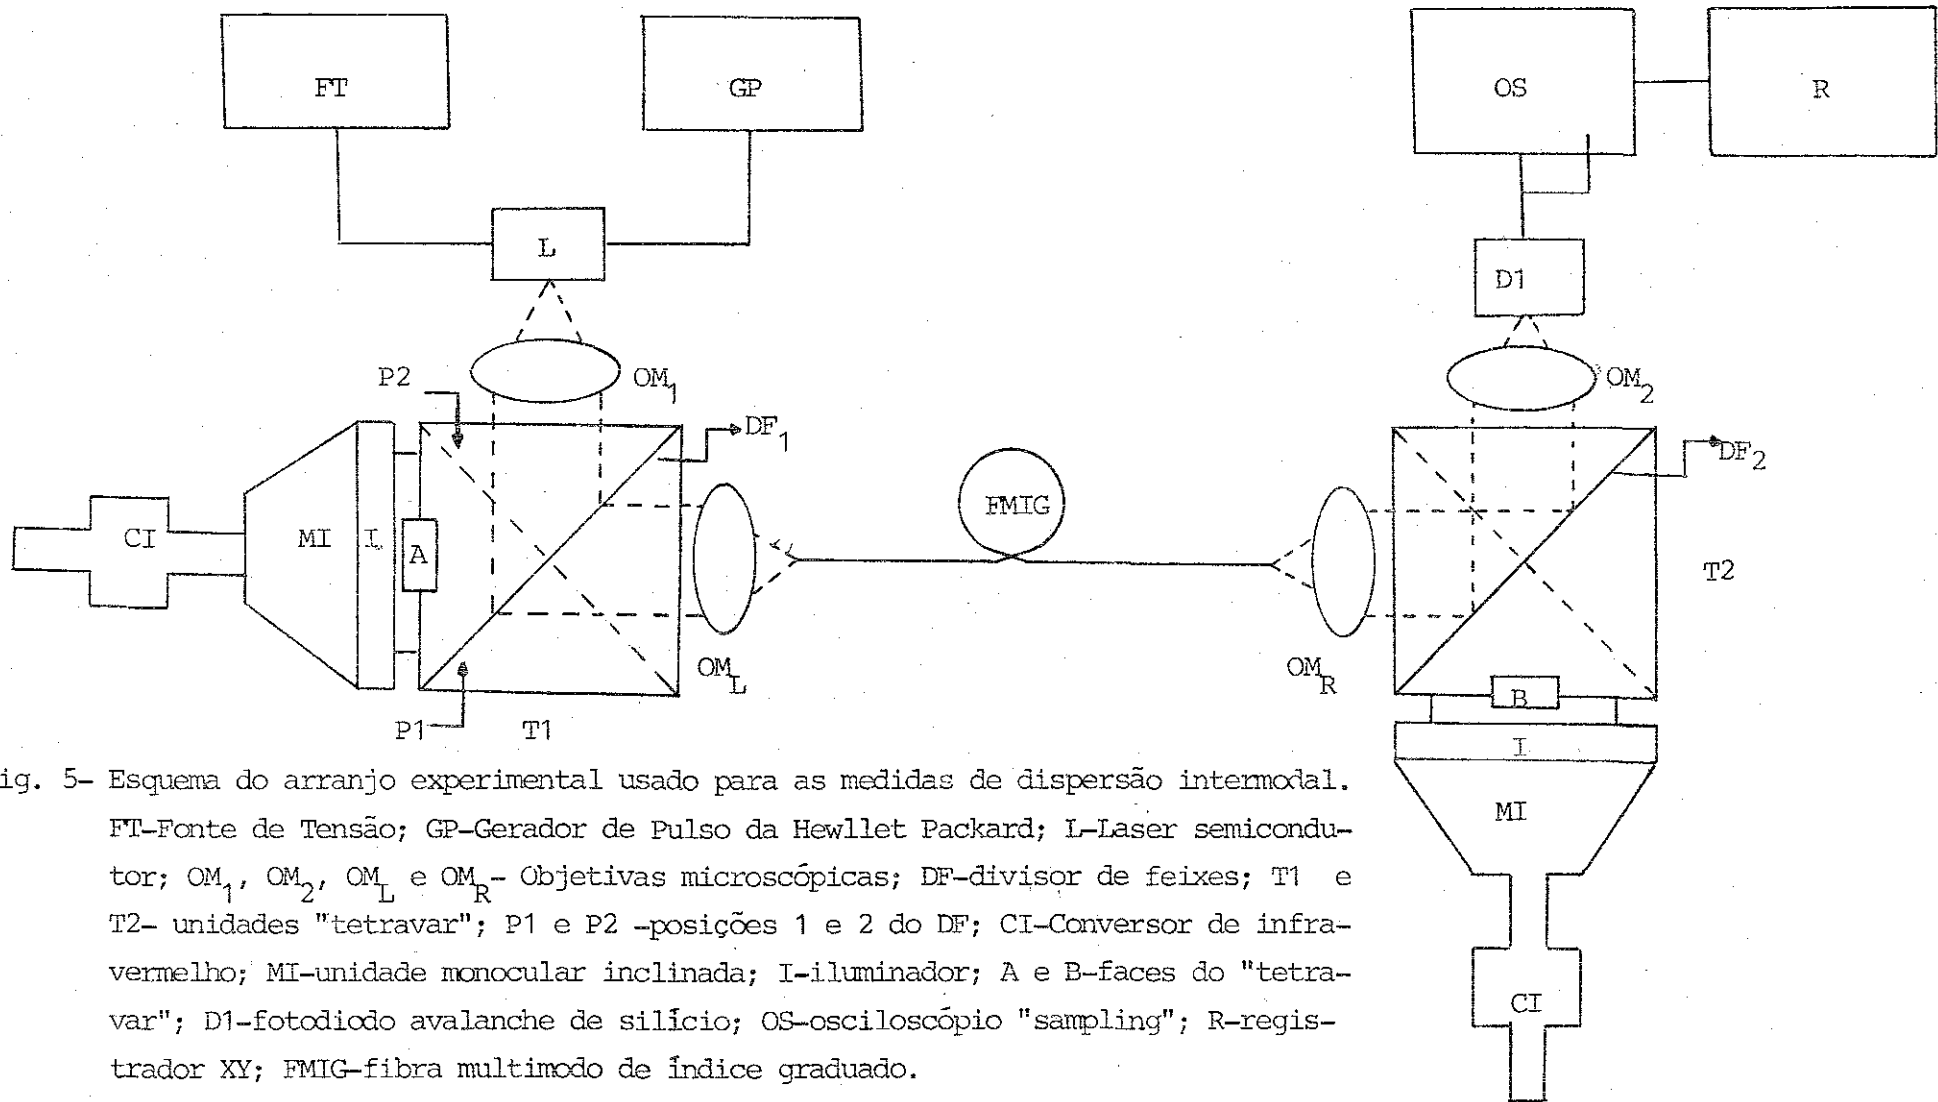 FT
GP
OS
R
L
D1
P2
OM1
OM2
DF1
DF2
CI
MI
I
A
FMIG
T2
OML
OMR
B
P1
T1
I
MI
CI
ig. 5- Esquema do arranjo experimental usado para as medidas de dispersão intermodal.
FT-Fonte de Tensão; GP-Gerador de Pulso da Hewllet Packard; L-Laser semicondu-
tor; OM1, OM2, OML e OMR- Objetivas microscópicas; DF-divisor de feixes; T1 e
T2- unidades "tetravar"; P1 e P2 -posições 1 e 2 do DF; CI-Conversor de infra-
vermelho; MI-unidade monocular inclinada; I-iluminador; A e B-faces do "tetra-
var"; D1-fotodiodo avalanche de silício; OS-osciloscópio "sampling"; R-regis-
trador XY; FMIG-fibra multimodo de índice graduado.